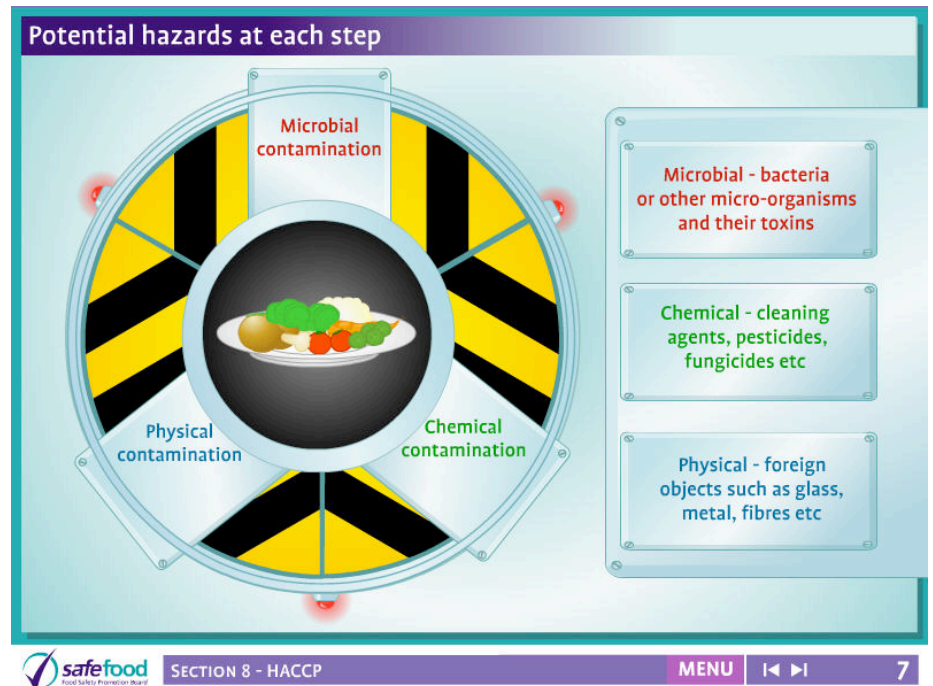 Potential hazards at each step
Microbial
contamination
Physical
contamination
Chemical
contamination
Microbial - bacteria
or other micro-organisms
and their toxins
Chemical - cleaning
agents, pesticides,
fungicides etc
Physical - foreign
objects such as glass,
metal, fibres etc
safefood
Food Safety Promotion Board
SECTION 8 - HACCP
MENU
7